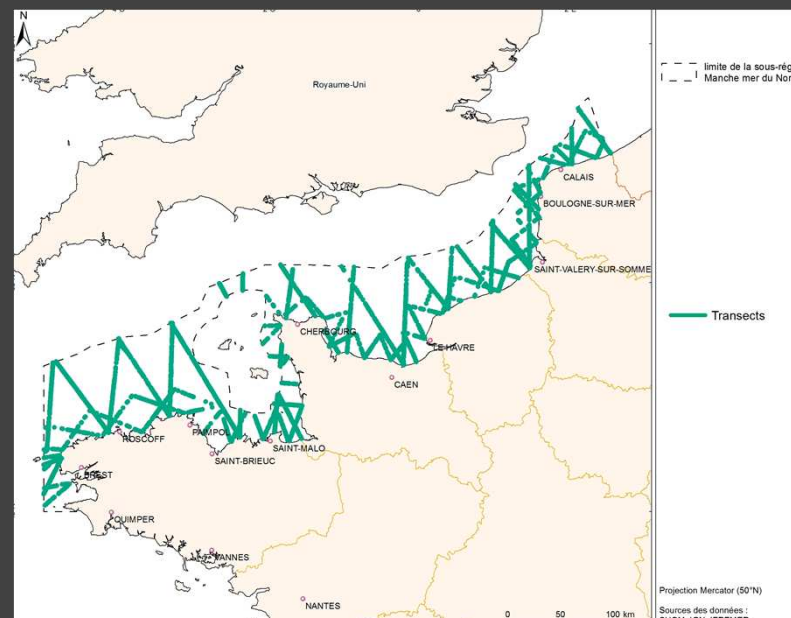 N
Royaume-Uni
limite de la sous-rég
Manche mer du Nor
CALAIS
BOULOGNE-SUR-MER
SAINT-VALERY-SUR-SOMME
Transects
CHERBOURG
LE HAVRE
CAEN
ROSCOFF
PAIMPOL
SAINT-MALO
SAINT-BRIEUC
BREST
QUIMPER
VANNES
NANTES
Projection Mercator (50°N)
Sources des données :
0 50 100 km